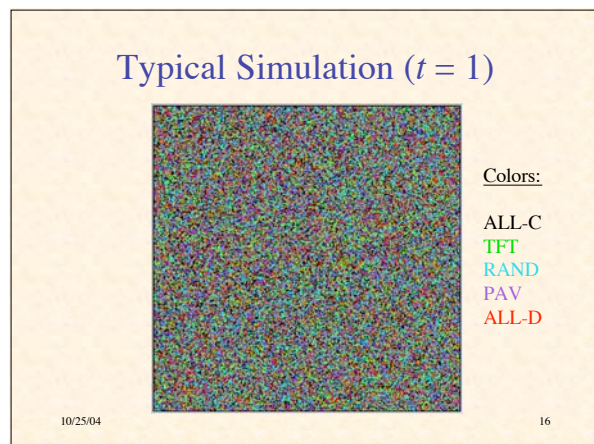 Typical Simulation (t = 1)
Colors:
ALL-C
TFT
RAND
PAV
ALL-D
10/25/04
16